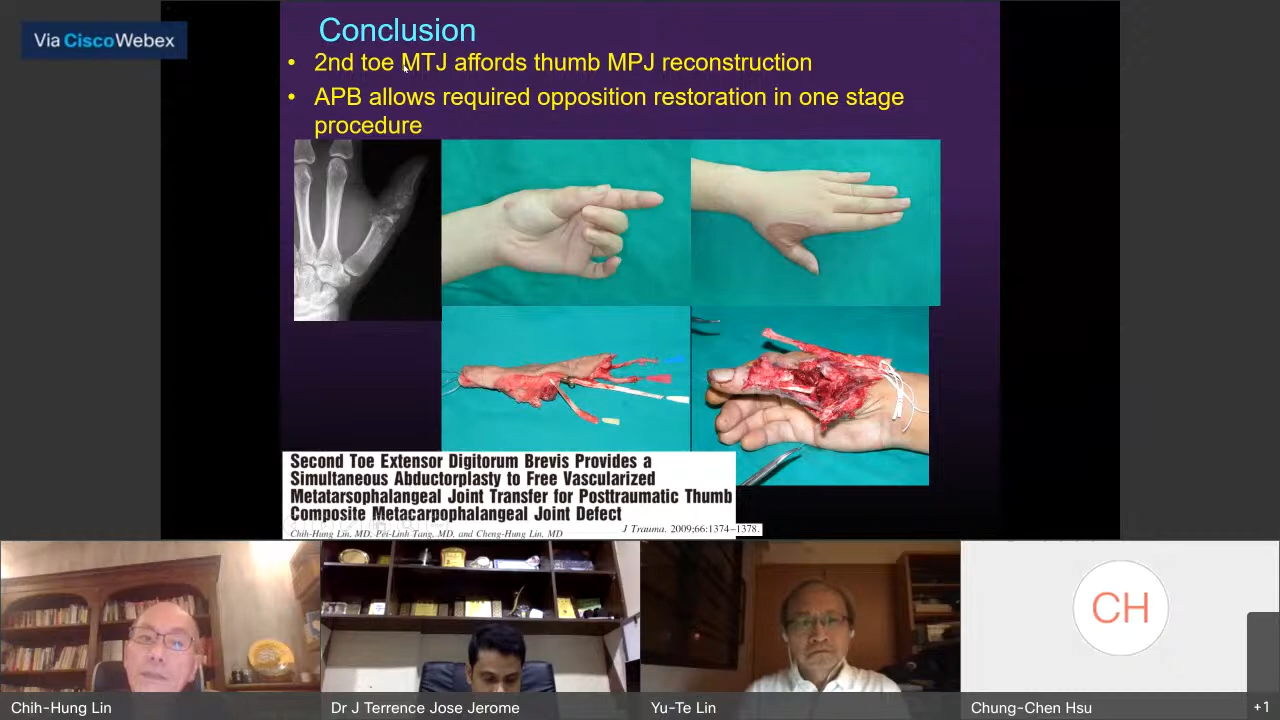 Via Cisco Webex
Conclusion
• 2nd toe MTJ affords thumb MPJ reconstruction
• APB allows required opposition restoration in one stage
procedure
Second Toe Extensor Digitorum Brevis Provides a
Simultaneous Abductorplasty to Free Vascularized
Metatarsophalangeal Joint Transfer for Posttraumatic Thumb
Composite Metacarpophalangeal Joint Defect
J Trauma. 2009;66:1374–1378.
Chih-Hung Lin, MD, Pei-Linh Tang, MD, and Cheng-Hung Lin, MD
CH
Chih-Hung Lin
Dr J Terrence Jose Jerome
Yu-Te Lin
Chung-Chen Hsu
+1